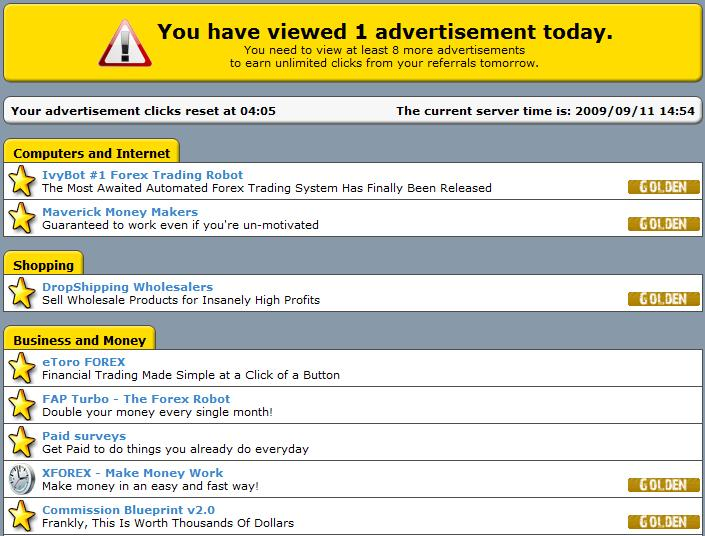 You have viewed 1 advertisement today.
You need to view at least 8 more advertisements
to earn unlimited clicks from your referrals tomorrow.
Your advertisement clicks reset at 04:05 The current server time is: 2009/09/11 14:54
Computers and Internet
IvyBot #1 Forex Trading Robot
The Most Awaited Automated Forex Trading System Has Finally Been Released GOLDEN
Maverick Money Makers
Guaranteed to work even if you're un-motivated GOLDEN
Shopping
DropShipping Wholesalers
Sell Wholesale Products for Insanely High Profits GOLDEN
Business and Money
eToro FOREX
Financial Trading Made Simple at a Click of a Button
FAP Turbo - The Forex Robot
Double your money every single month!
Paid surveys
Get Paid to do things you already do everyday
XFOREX - Make Money Work
Make money in an easy and fast way! GOLDEN
Commission Blueprint v2.0
Frankly, This Is Worth Thousands Of Dollars GOLDEN